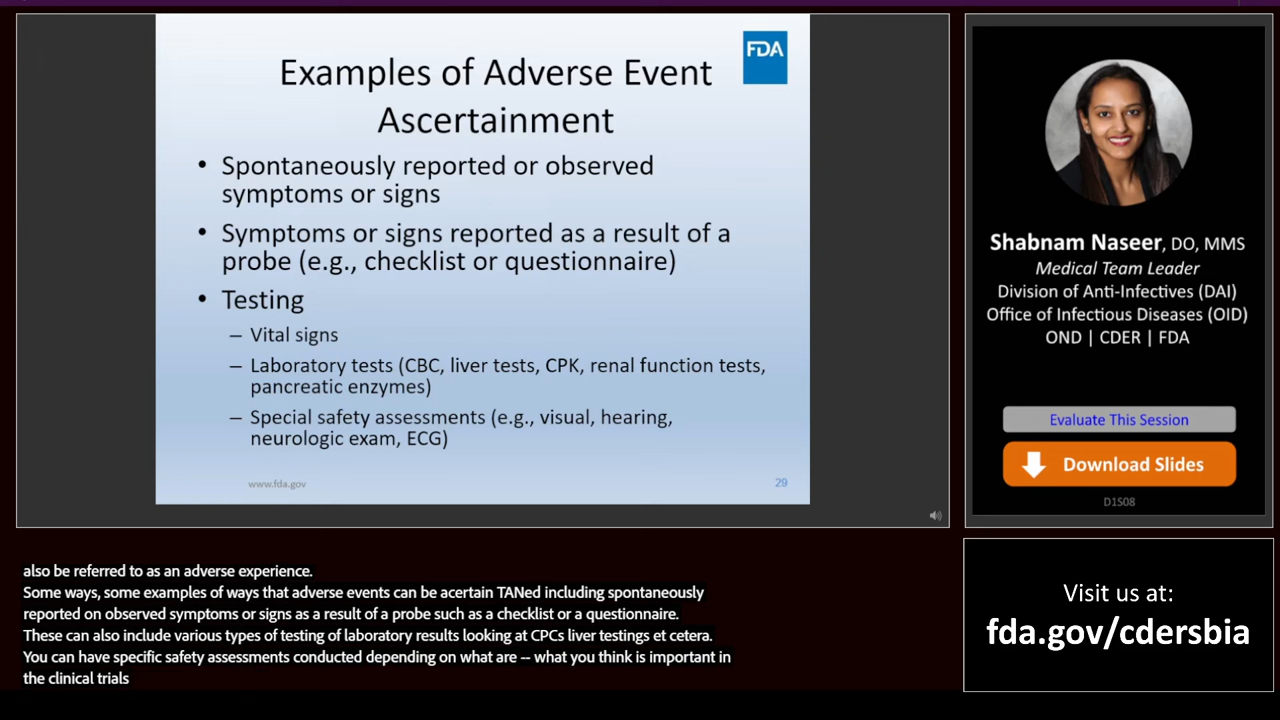 FDA
Examples of Adverse Event
Ascertainment
• Spontaneously reported or observed
symptoms or signs
• Symptoms or signs reported as a result of a
probe (e.g., checklist or questionnaire)
• Testing
– Vital signs
– Laboratory tests (CBC, liver tests, CPK, renal function tests,
pancreatic enzymes)
– Special safety assessments (e.g., visual, hearing,
neurologic exam, ECG)
www.fda.gov
29
Shabnam Naseer, DO, MMS
Medical Team Leader
Division of Anti-Infectives (DAI)
Office of Infectious Diseases (OID)
OND | CDER | FDA
Evaluate This Session
Download Slides
D1S08
also be referred to as an adverse experience.
Some ways, some examples of ways that adverse events can be acertain TANed including spontaneously
reported on observed symptoms or signs as a result of a probe such as a checklist or a questionnaire.
These can also include various types of testing of laboratory results looking at CPCs liver testings et cetera.
You can have specific safety assessments conducted depending on what are -- what you think is important in
the clinical trials
Visit us at:
fda.gov/cdersbia